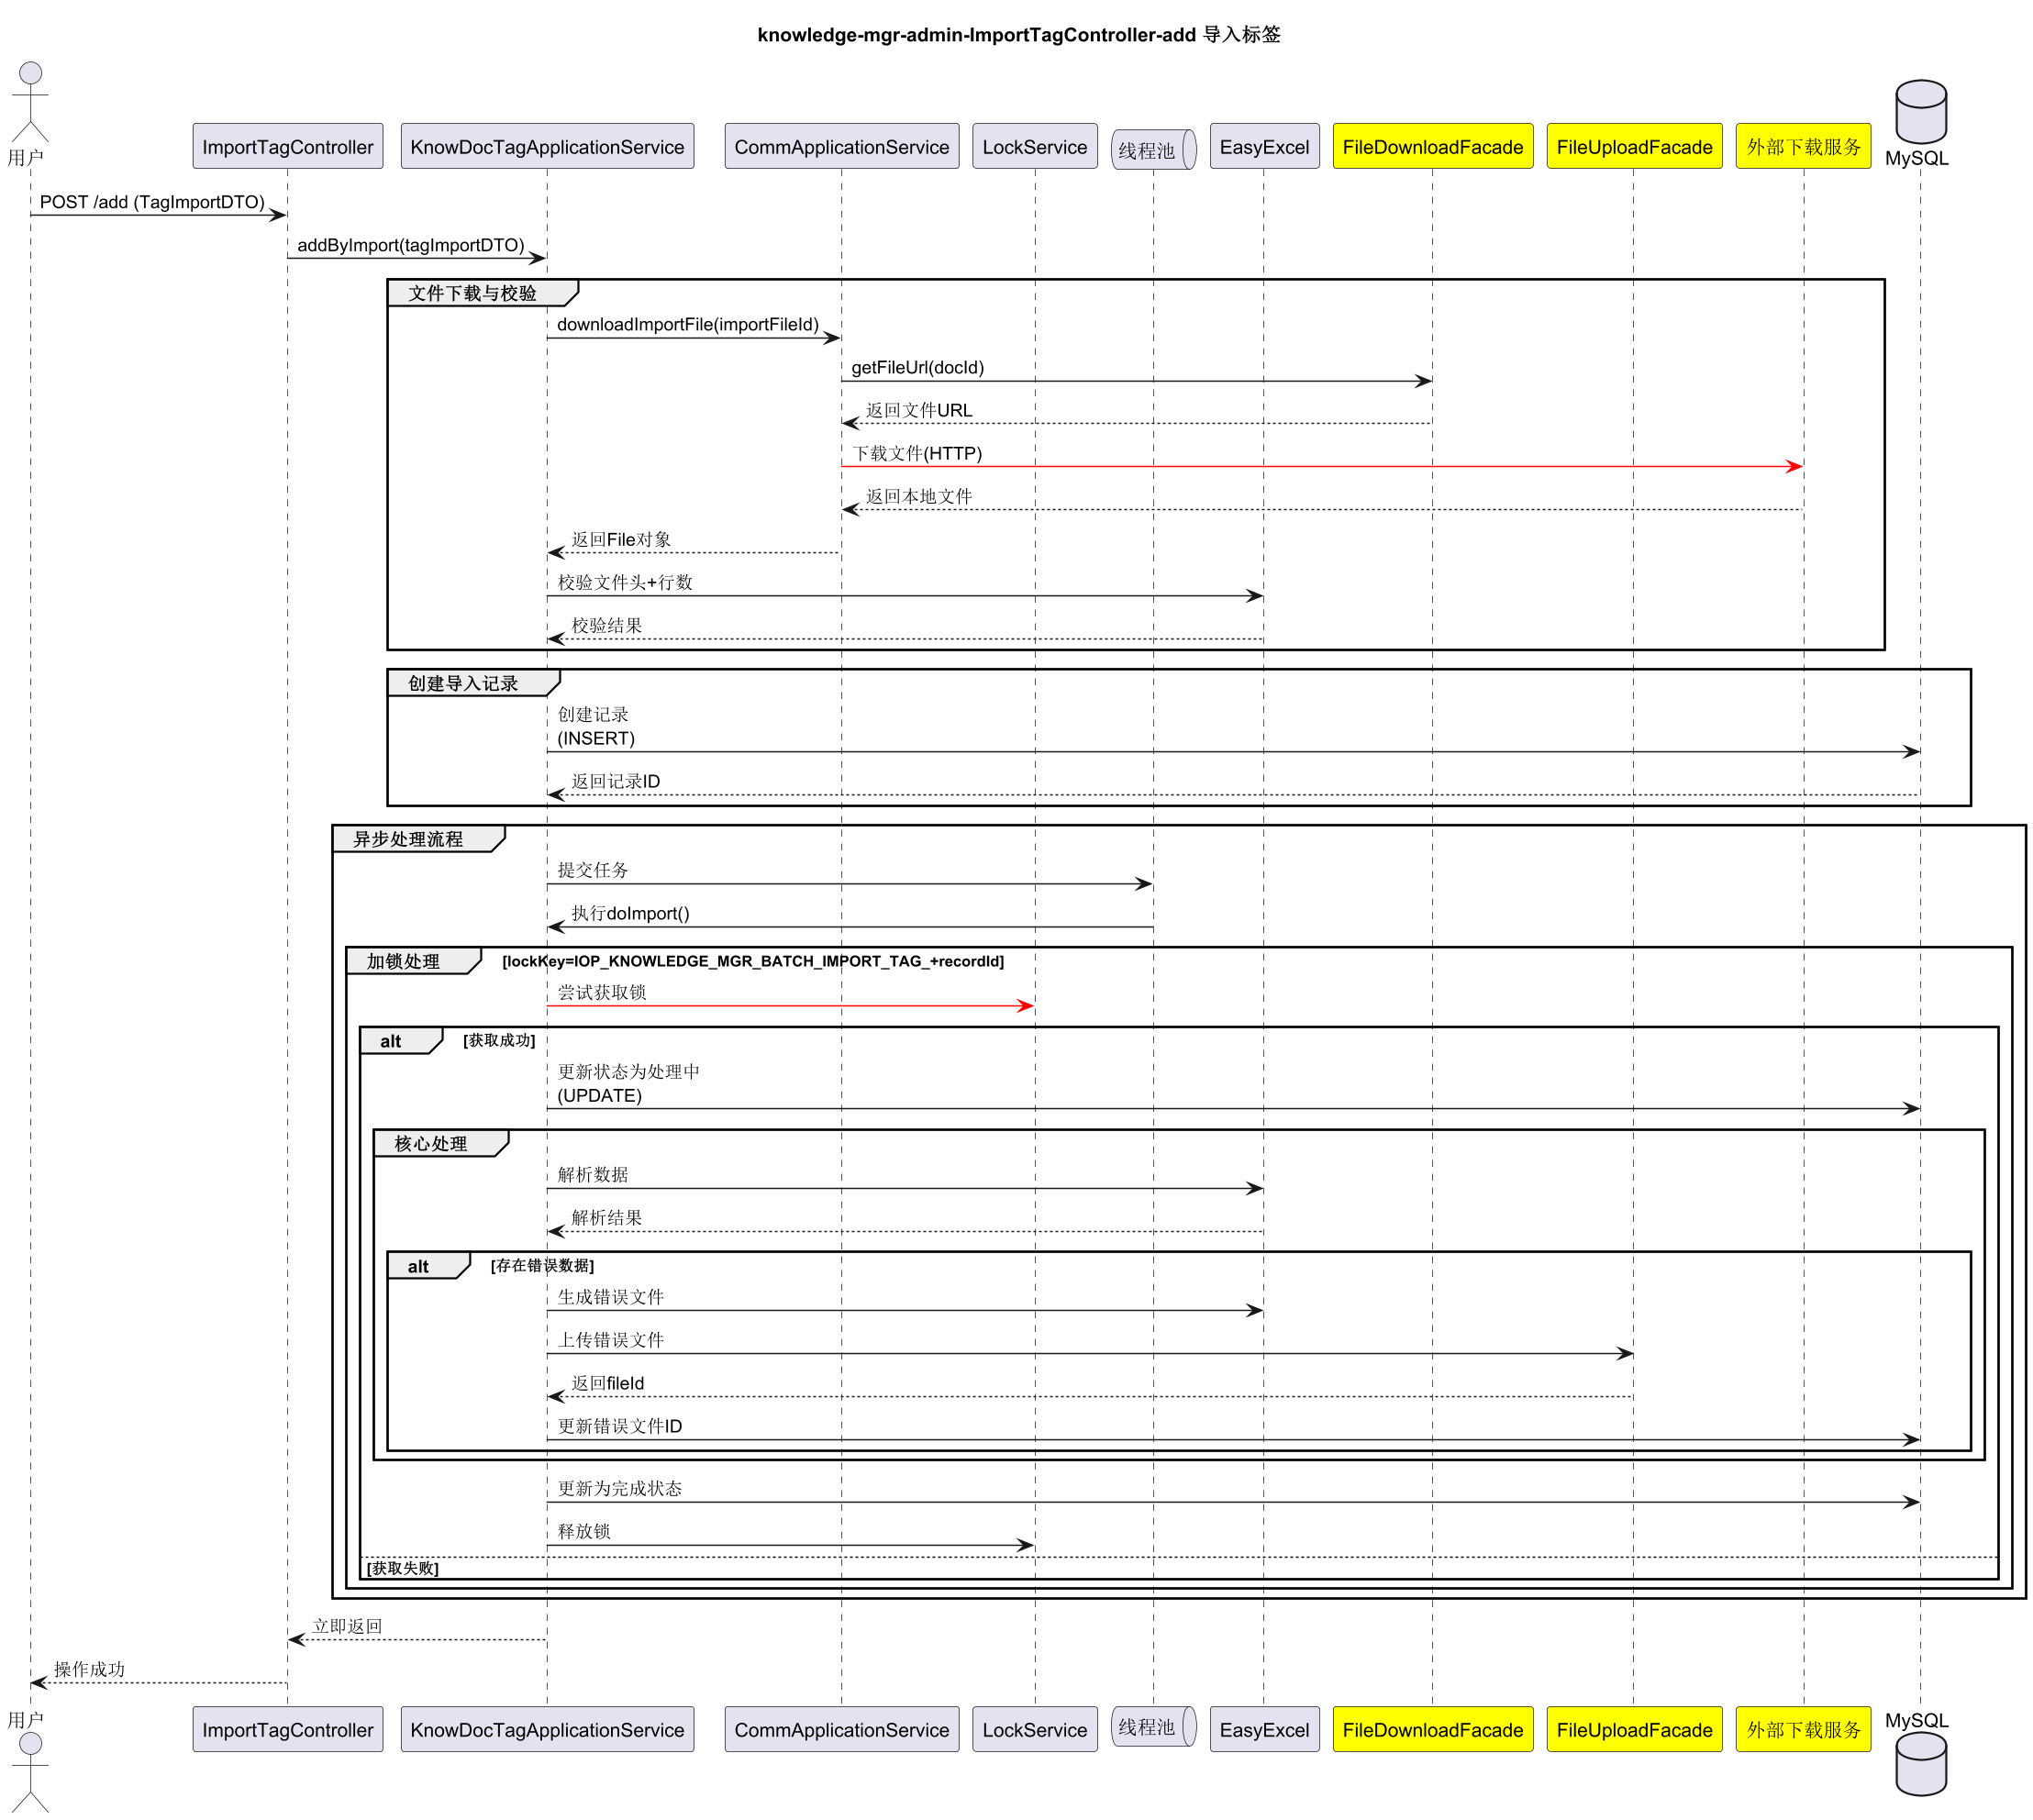 knowledge-mgr-admin-ImportTagController-add 导入标签
用户
ImportTagController
KnowDocTagApplicationService
CommApplicationService
LockService
线程池
EasyExcel
FileDownloadFacade
FileUploadFacade
外部下载服务
MySQL
POST /add (TagImportDTO)
addByImport(tagImportDTO)
文件下载与校验
downloadImportFile(importFileId)
getFileUrl(docId)
返回文件URL
下载文件(HTTP)
返回本地文件
返回File对象
校验文件头+行数
校验结果
创建导入记录
创建记录
(INSERT)
返回记录ID
异步处理流程
提交任务
执行doImport()
加锁处理 [lockKey=IOP_KNOWLEDGE_MGR_BATCH_IMPORT_TAG_+recordId]
尝试获取锁
alt [获取成功]
更新状态为处理中
(UPDATE)
核心处理
解析数据
解析结果
alt [存在错误数据]
生成错误文件
上传错误文件
返回fileId
更新错误文件ID
更新为完成状态
释放锁
[获取失败]
立即返回
操作成功
用户
ImportTagController
KnowDocTagApplicationService
CommApplicationService
LockService
线程池
EasyExcel
FileDownloadFacade
FileUploadFacade
外部下载服务
MySQL